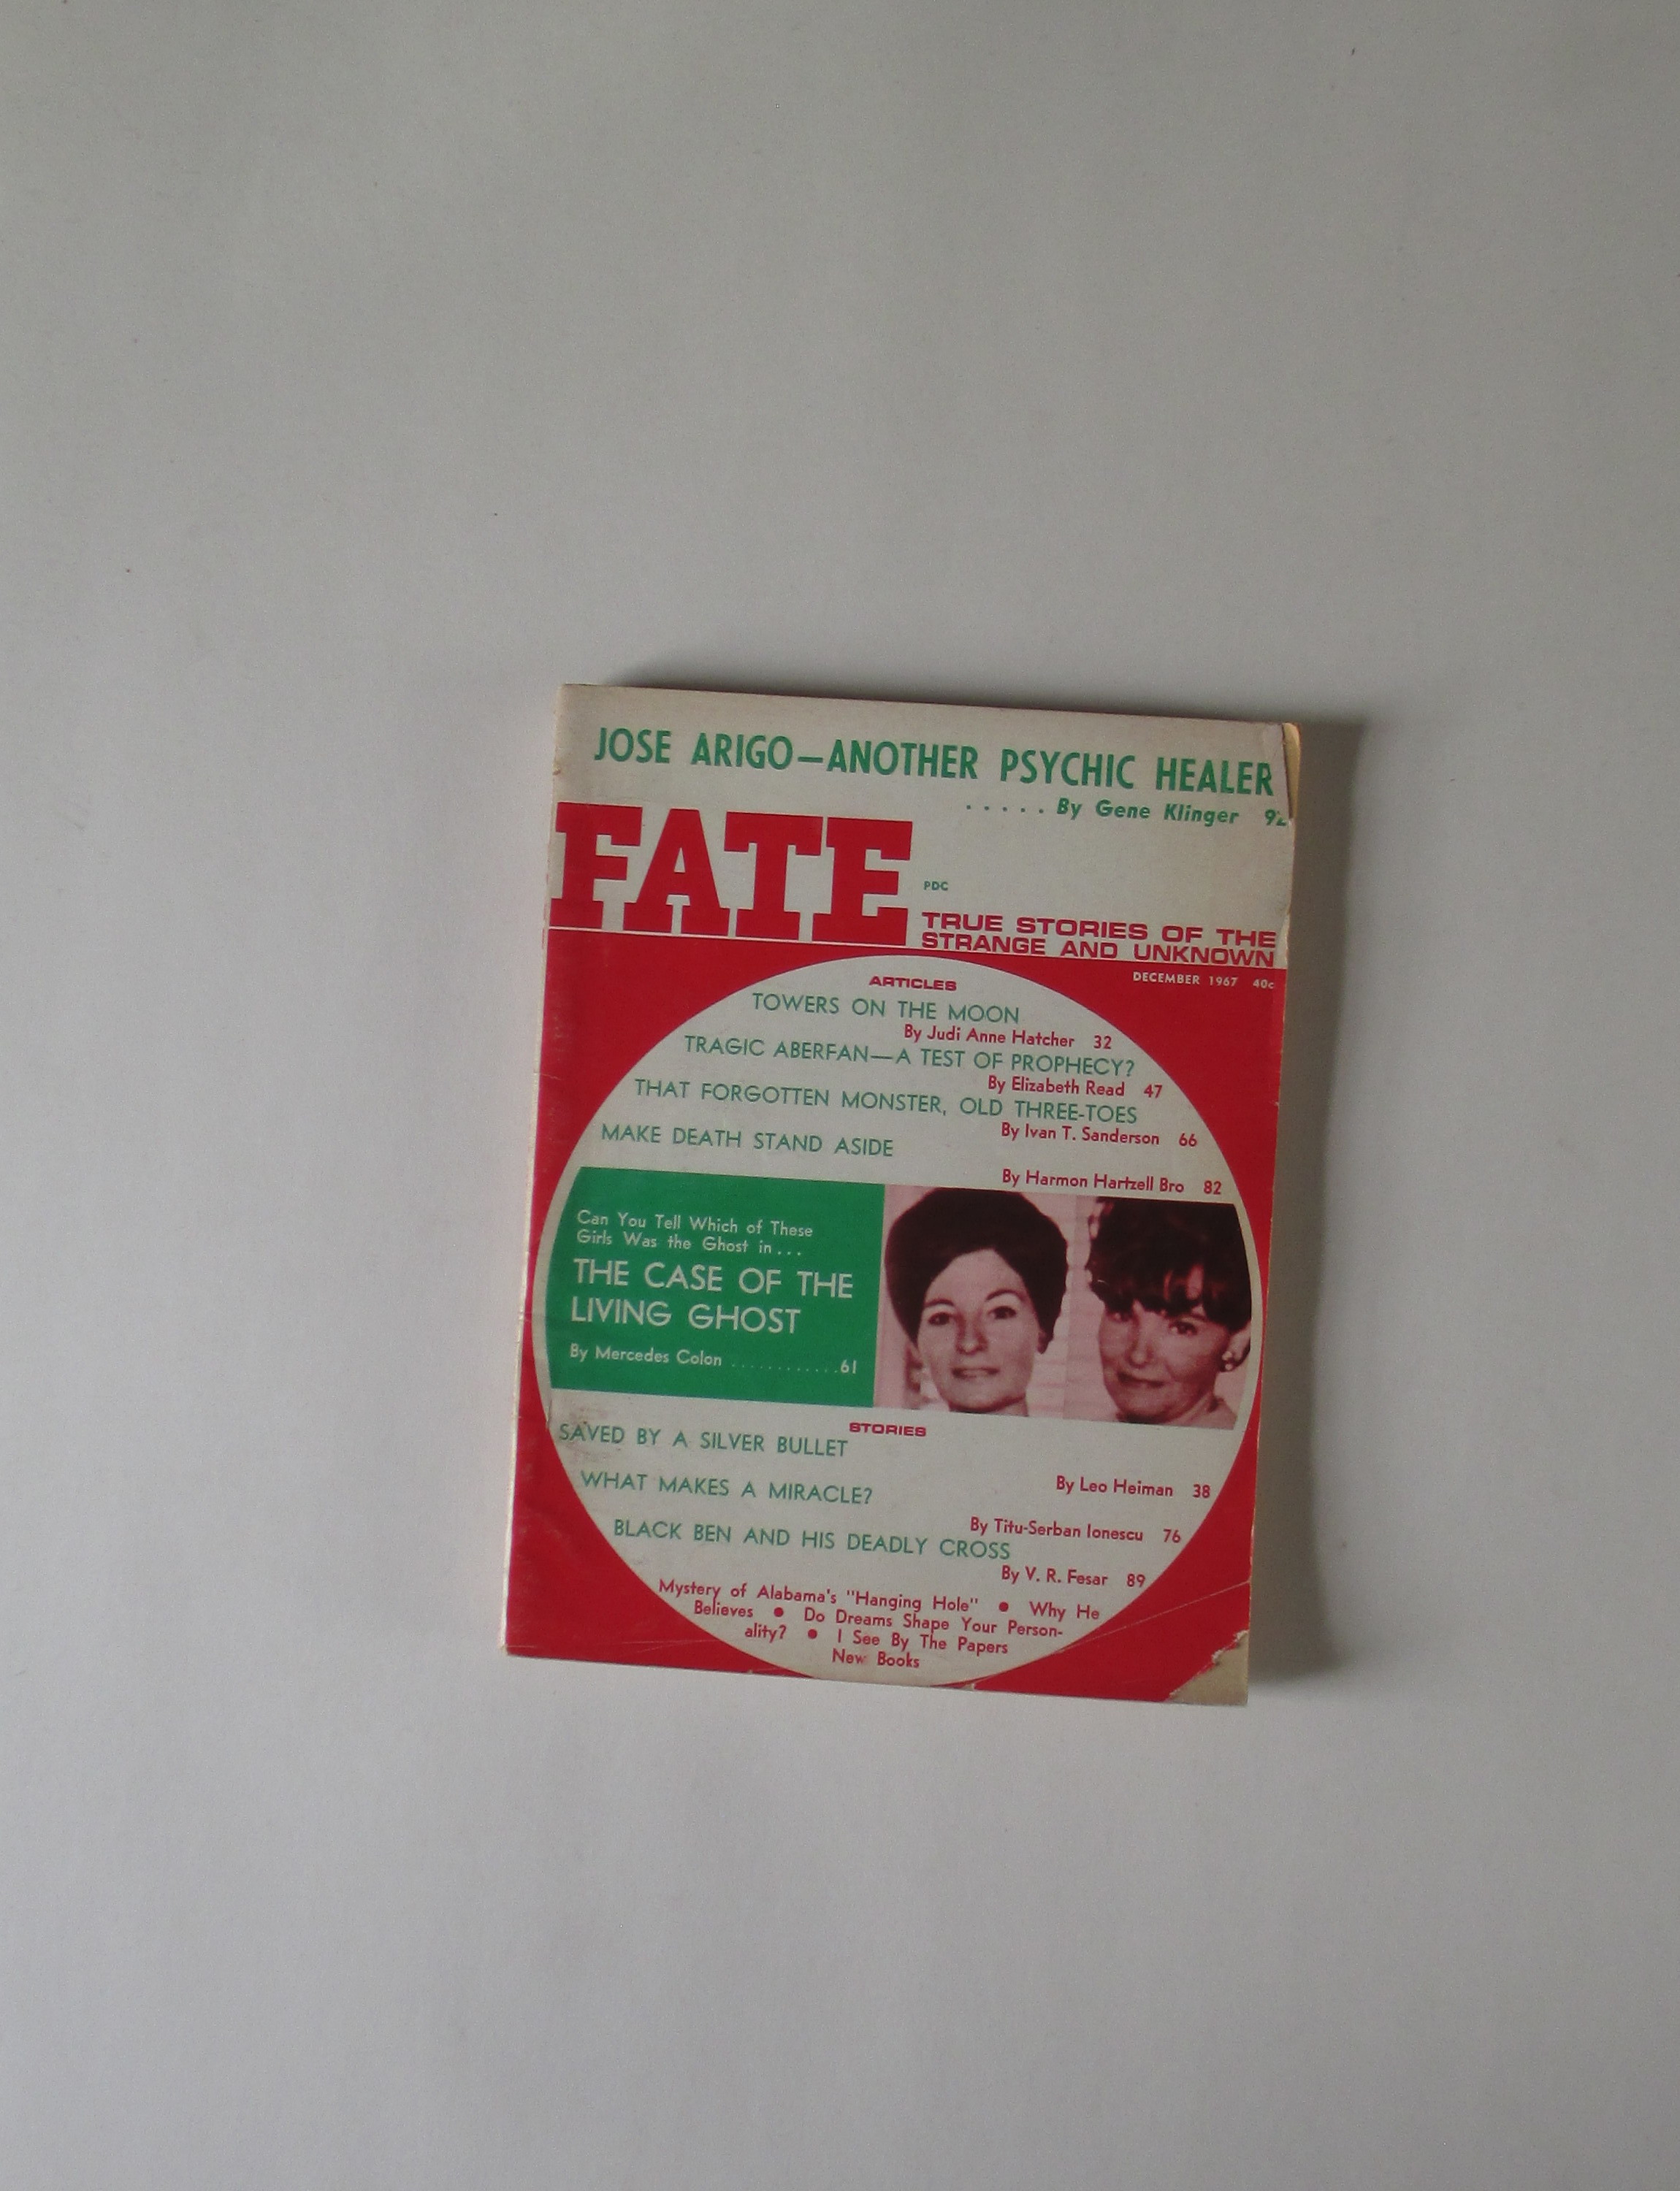 JOSE ARIGO—ANOTHER PSYCHIC HEALER
..... By Gene Klinger 92
FATE
PDC
TRUE STORIES OF THE
STRANGE AND UNKNOWN
DECEMBER 1967 40c
ARTICLES
TOWERS ON THE MOON
By Judi Anne Hatcher 32
TRAGIC ABERFAN—A TEST OF PROPHECY?
By Elizabeth Read 47
THAT FORGOTTEN MONSTER, OLD THREE-TOES
By Ivan T. Sanderson 66
MAKE DEATH STAND ASIDE
By Harmon Hartzell Bro 82
Can You Tell Which of These
Girls Was the Ghost in...
THE CASE OF THE
LIVING GHOST
By Mercedes Colon ............61
STORIES
SAVED BY A SILVER BULLET
By Leo Heiman 38
WHAT MAKES A MIRACLE?
By Titu-Serban Ionescu 76
BLACK BEN AND HIS DEADLY CROSS
By V. R. Fesar 89
Mystery of Alabama's "Hanging Hole" ● Why He
Believes ● Do Dreams Shape Your Person-
ality? ● I See By The Papers
New Books